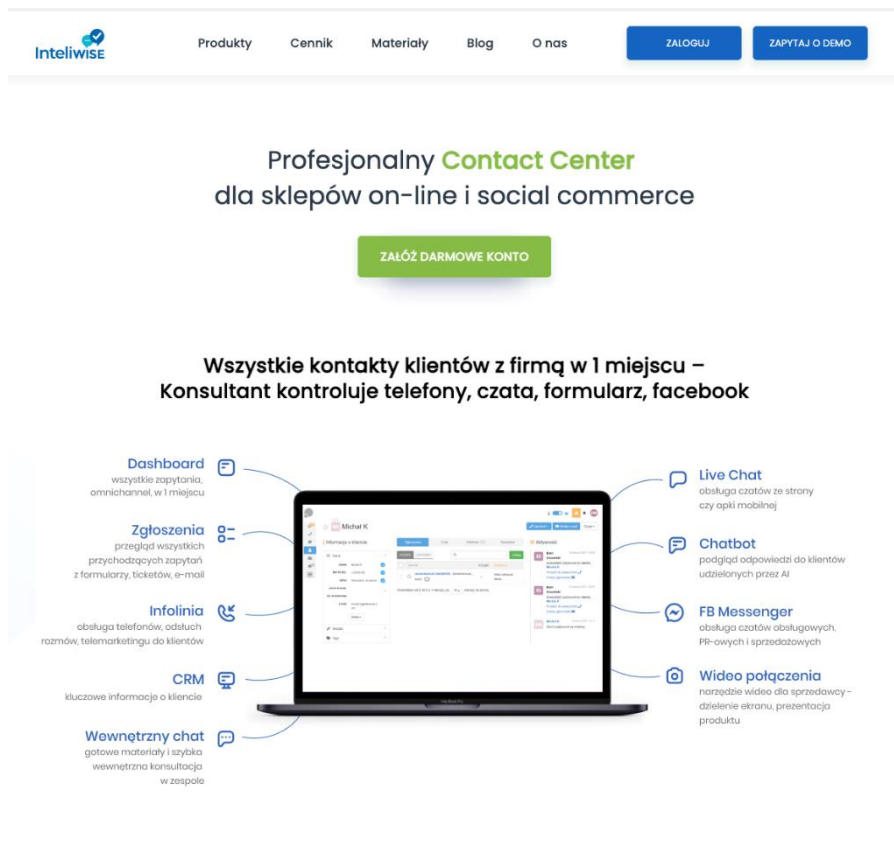 InteliWISE
Produkty
Cennik
Materiały
Blog
O nas
ZALOGUJ
ZAPYTAJ O DEMO
Profesjonalny Contact Center
dla sklepów on-line i social commerce
ZAŁÓŻ DARMOWE KONTO
Wszystkie kontakty klientów z firmą w 1 miejscu –
Konsultant kontroluje telefony, czata, formularz, facebook
Dashboard
wszystkie zapytania,
omnichannel, w 1 miejscu
Zgłoszenia
przegląd wszystkich
przychodzących zapytań
z formularzy, ticketów, e-mail
Infolinia
obsługa telefonów, odsłuch
rozmów, telemarketingu do klientów
CRM
kluczowe informacje o kliencie
Wewnętrzny chat
gotowe materiały i szybka
wewnętrzna konsultacja
w zespole
Michał K
Informacje o kliencie
Live Chat
obsługa czatów ze strony
czy apki mobilnej
Chatbot
podgląd odpowiedzi do klientów
udzielonych przez AI
FB Messenger
obsługa czatów obsługowych,
PR-owych i sprzedażowych
Wideo połączenia
narzędzie wideo dla sprzedawcy -
dzielenie ekranu, prezentacja
produktu